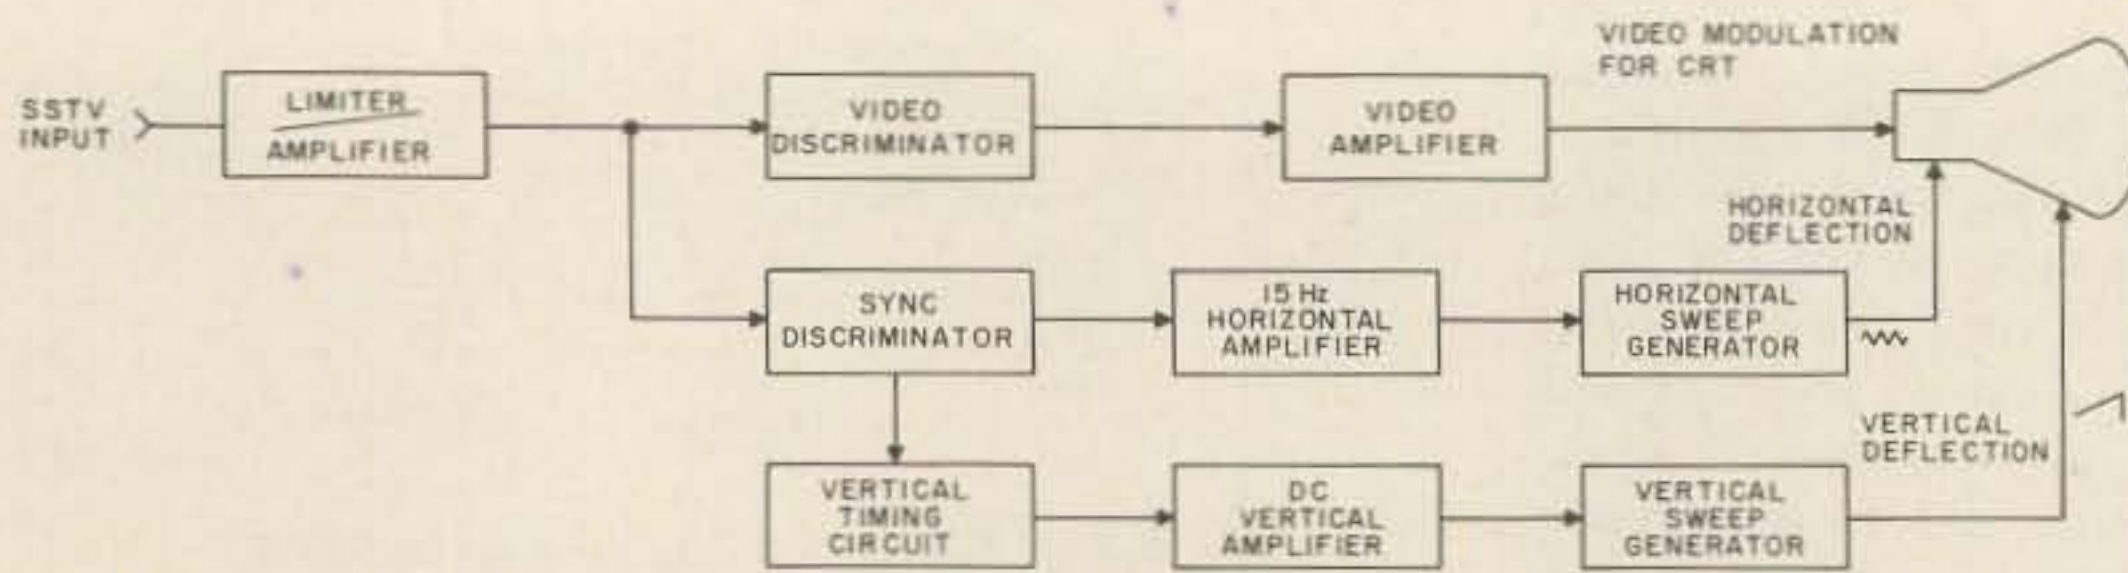 SSTV
INPUT
LIMITER
AMPLIFIER
VIDEO
DISCRIMINATOR
VIDEO
AMPLIFIER
VIDEO MODULATION
FOR CRT
HORIZONTAL
DEFLECTION
SYNC
DISCRIMINATOR
15 Hz
HORIZONTAL
AMPLIFIER
HORIZONTAL
SWEEP
GENERATOR
VERTICAL
DEFLECTION
VERTICAL
TIMING
CIRCUIT
DC
VERTICAL
AMPLIFIER
VERTICAL
SWEEP
GENERATOR